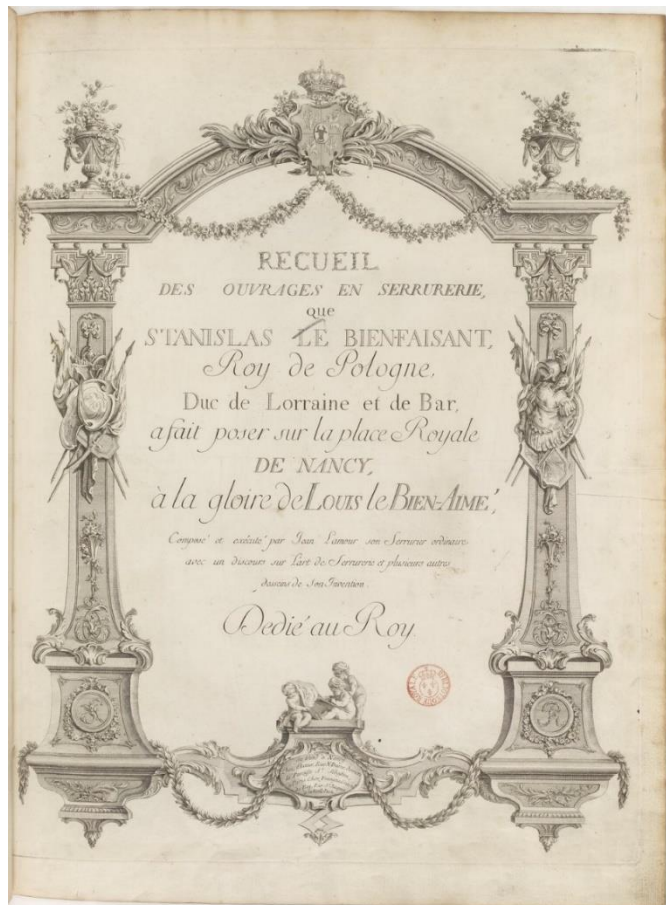 RECUEIL
DES OUVRAGES EN SERRURERIE,
que
STANISLAS LE BIENFAISANT,
Roy de Pologne,
Duc de Lorraine et de Bar,
a fait poser sur la place Royale
DE NANCY,
à la gloire de LOUIS le BIEN-AIMÉ,
Composé et exécuté par Jean Lamour son Serrurier ordinaire
avec un discours sur l'art de Serrurerie et plusieurs autres
desseins de son Invention.
Dedié au Roy.